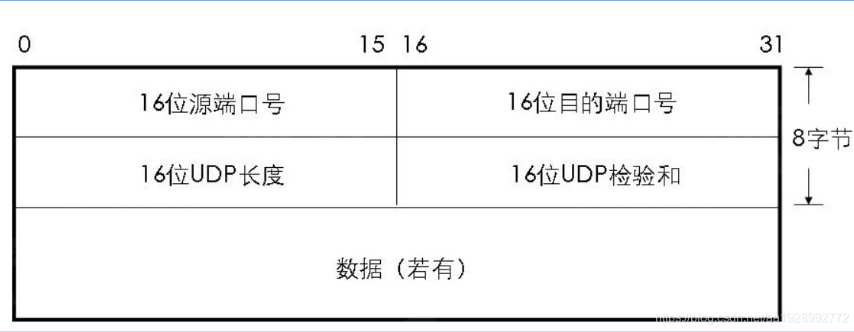 0 15 16 31
16位源端口号 16位目的端口号
8字节
16位UDP长度 16位UDP检验和
数据（若有）
https://blog.csdn.net/aa1928992772